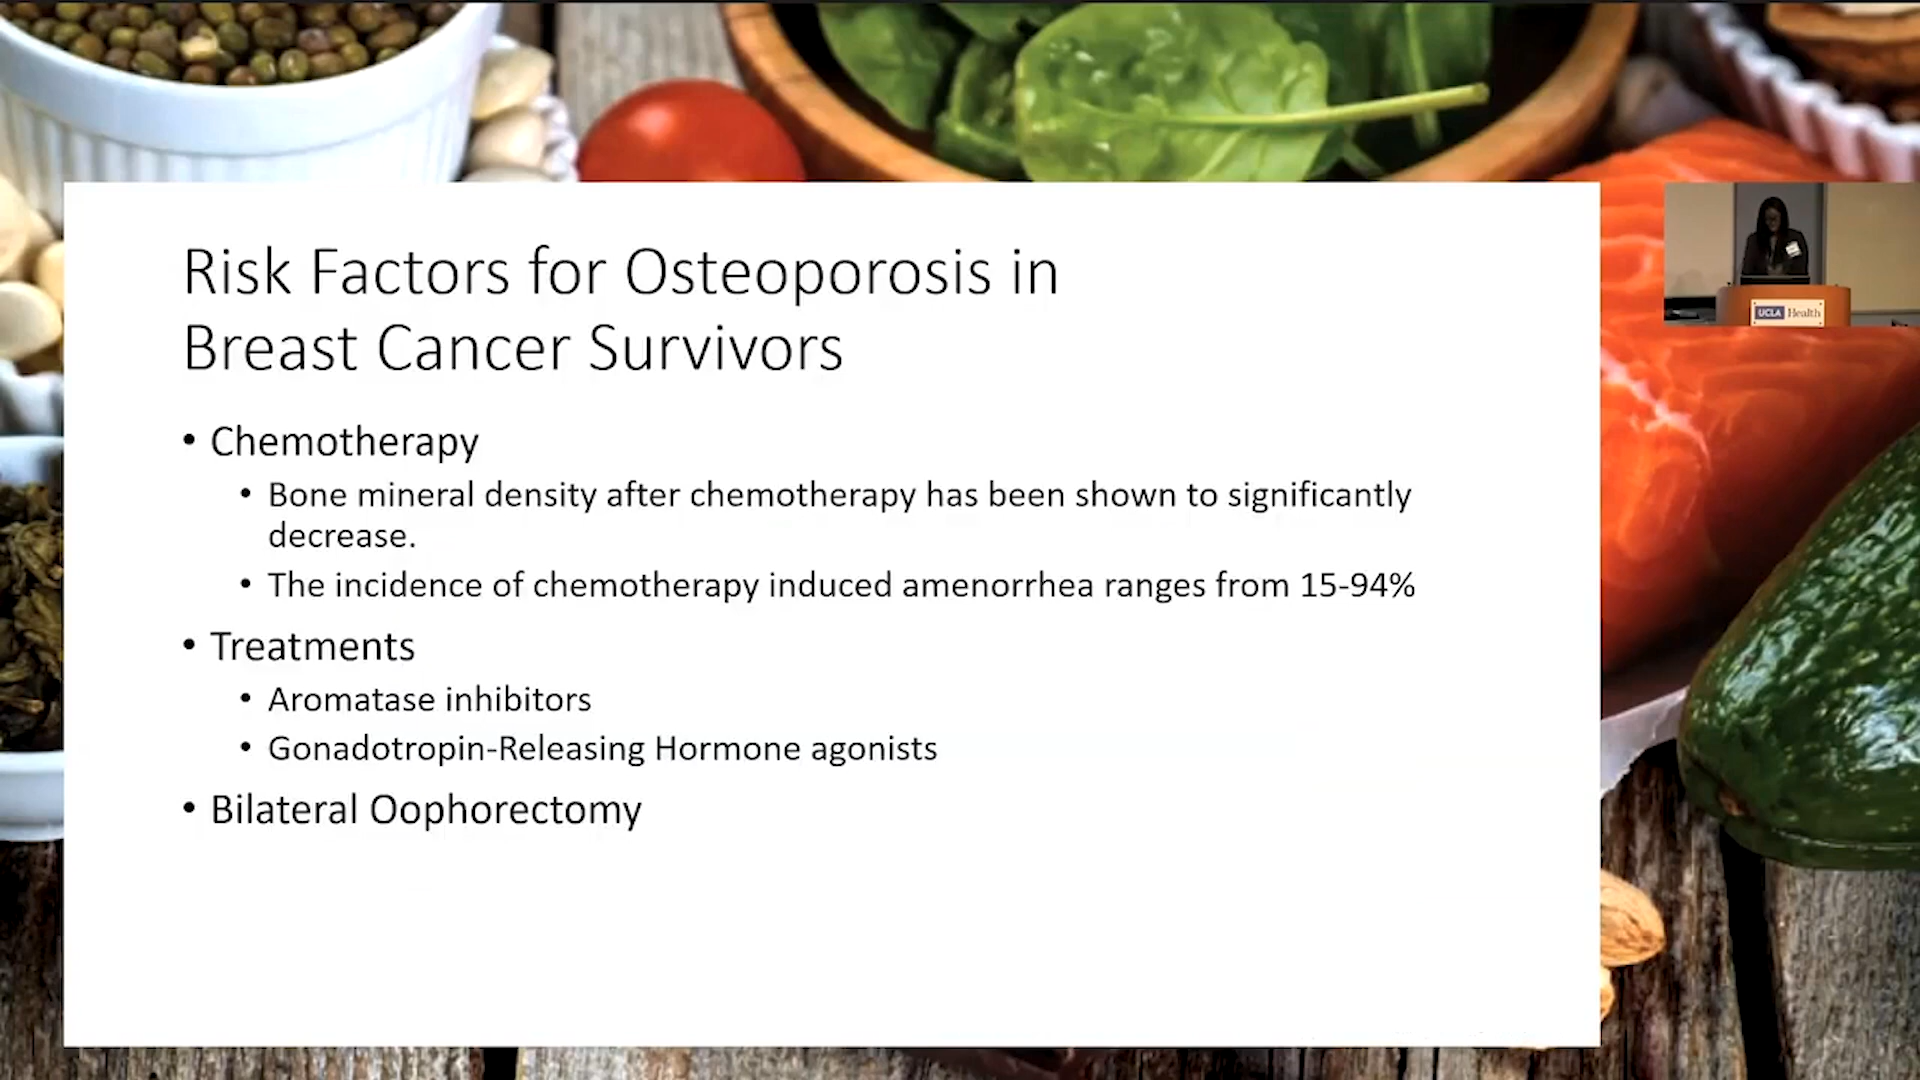 Risk Factors for Osteoporosis in
Breast Cancer Survivors
• Chemotherapy
• Bone mineral density after chemotherapy has been shown to significantly
decrease.
• The incidence of chemotherapy induced amenorrhea ranges from 15-94%
• Treatments
• Aromatase inhibitors
• Gonadotropin-Releasing Hormone agonists
• Bilateral Oophorectomy
UCLA Health